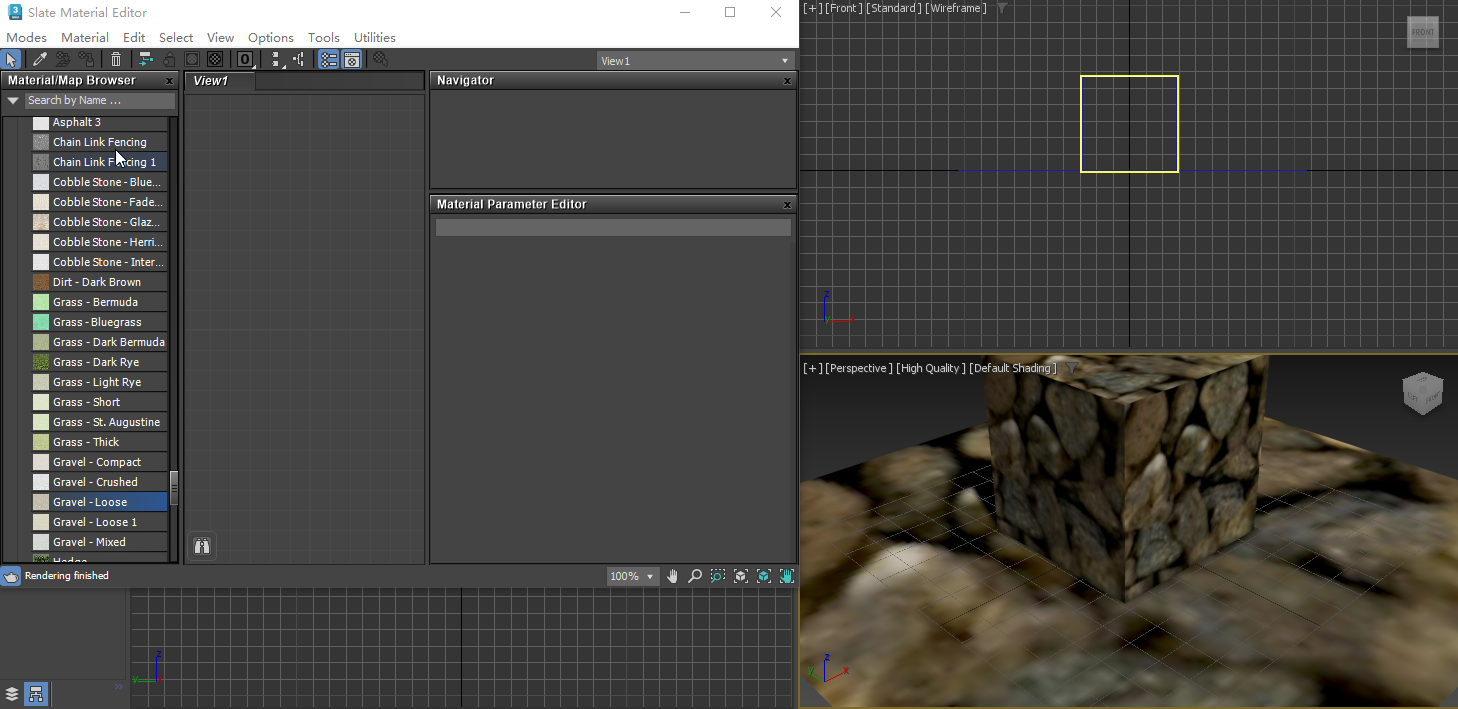 Slate Material Editor
Modes Material Edit Select View Options Tools Utilities
View1
Material/Map Browser
Search by Name ...
Asphalt 3
Chain Link Fencing
Chain Link Fencing 1
Cobble Stone - Blue...
Cobble Stone - Fade...
Cobble Stone - Glaz...
Cobble Stone - Herri...
Cobble Stone - Inter...
Dirt - Dark Brown
Grass - Bermuda
Grass - Bluegrass
Grass - Dark Bermuda
Grass - Dark Rye
Grass - Light Rye
Grass - Short
Grass - St. Augustine
Grass - Thick
Gravel - Compact
Gravel - Crushed
Gravel - Loose
Gravel - Loose 1
Gravel - Mixed
Hedge
View1
Navigator
Material Parameter Editor
Rendering finished
100%
z
y
[+] [Front] [Standard] [Wireframe]
FRONT
z
y x
[+] [Perspective] [High Quality] [Default Shading]
z
y x